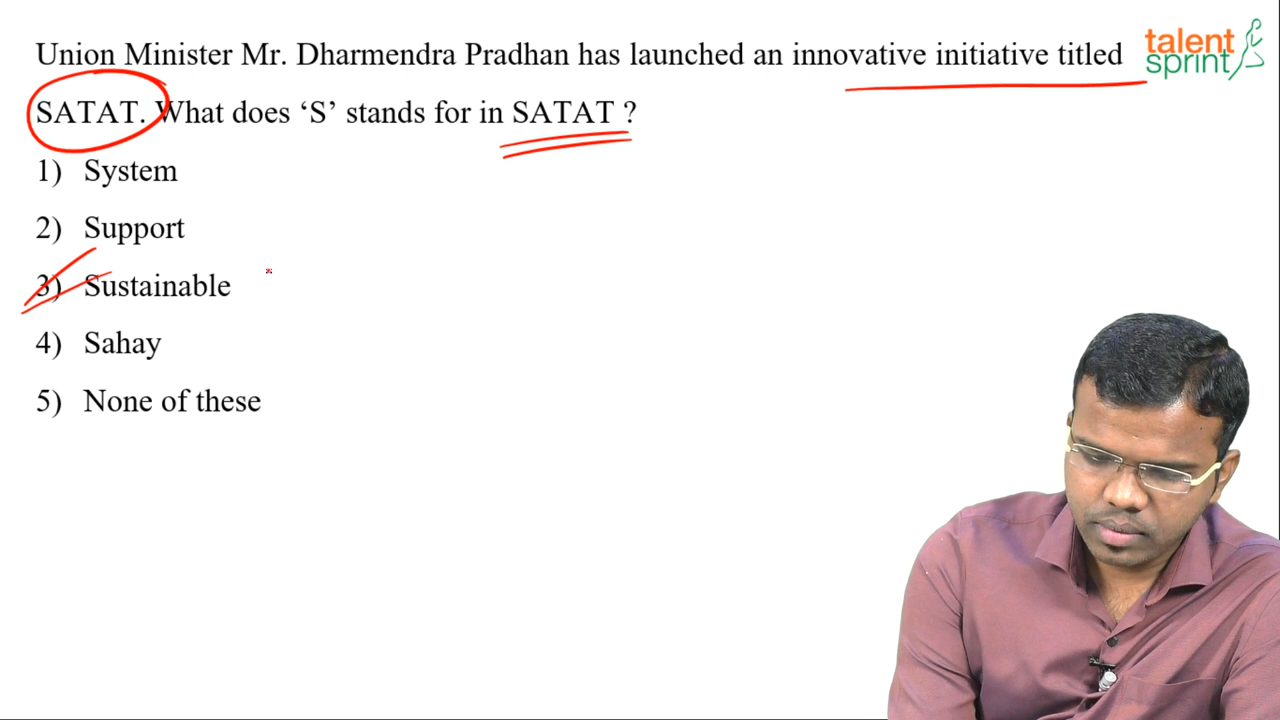 Union Minister Mr. Dharmendra Pradhan has launched an innovative initiative titled
SATAT. What does ‘S’ stands for in SATAT ?
1) System
2) Support
3) Sustainable
4) Sahay
5) None of these
talent
sprint